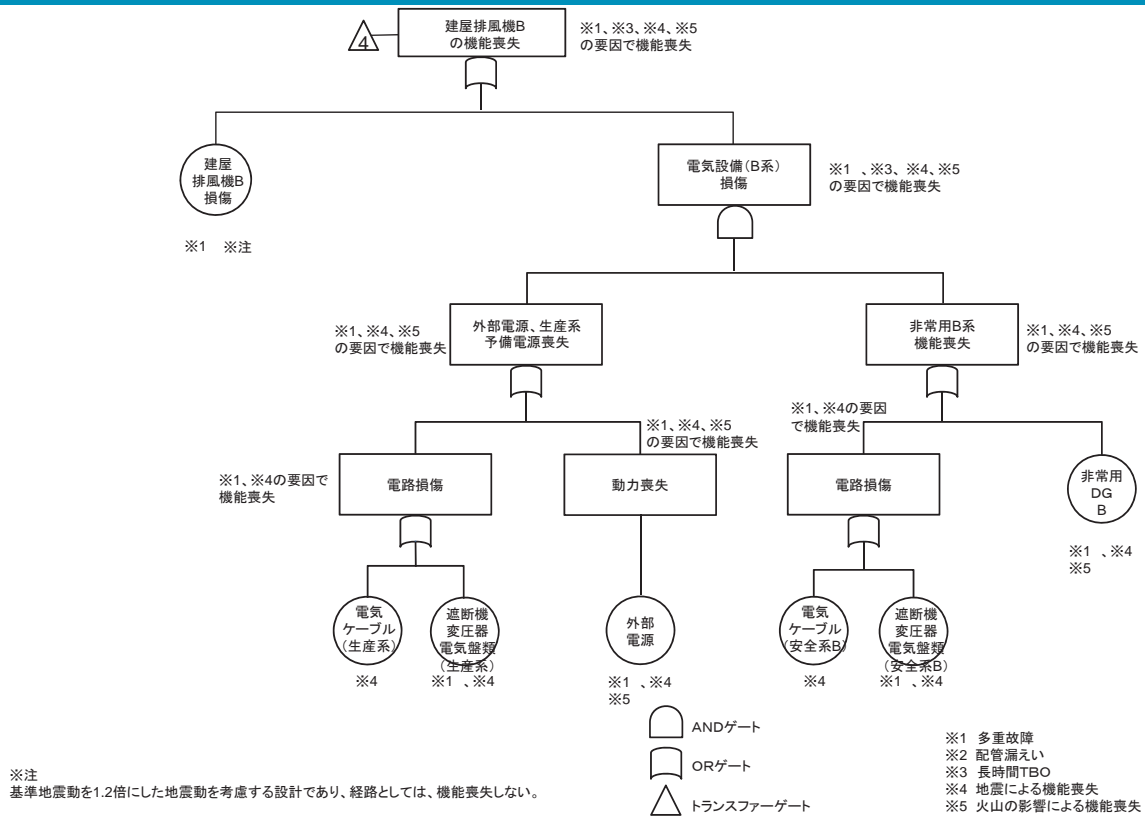 4
建屋排風機B
の機能喪失
※1、※3、※4、※5
の要因で機能喪失
建屋
排風機B
損傷
※1 ※注
電気設備(B系)
損傷
※1 、※3、※4、※5
の要因で機能喪失
※1、※4、※5
の要因で機能喪失
外部電源、生産系
予備電源喪失
非常用B系
機能喪失
※1、※4、※5
の要因で機能喪失
※1、※4の要因で
機能喪失
電路損傷
※1、※4、※5
の要因で機能喪失
動力喪失
※1、※4の要因
で機能喪失
電路損傷
非常用
DG
B
※1 、※4
※5
電気
ケーブル
(生産系)
※4
遮断機
変圧器
電気盤類
(生産系)
※1 、※4
外部
電源
※1 、※4
※5
電気
ケーブル
(安全系B)
※4
遮断機
変圧器
電気盤類
(安全系B)
※1 、※4
ANDゲート
ORゲート
トランスファーゲート
※注
基準地震動を1.2倍にした地震動を考慮する設計であり、経路としては、機能喪失しない。
※1 多重故障
※2 配管漏えい
※3 長時間TBO
※4 地震による機能喪失
※5 火山の影響による機能喪失